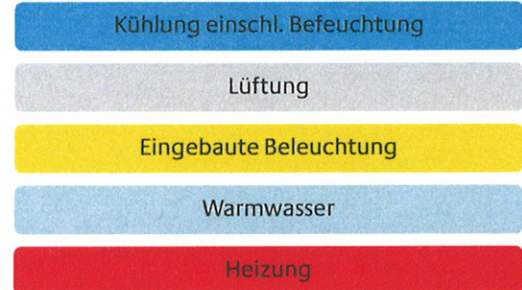 Kühlung einschl. Befeuchtung
Lüftung
Eingebaute Beleuchtung
Warmwasser
Heizung